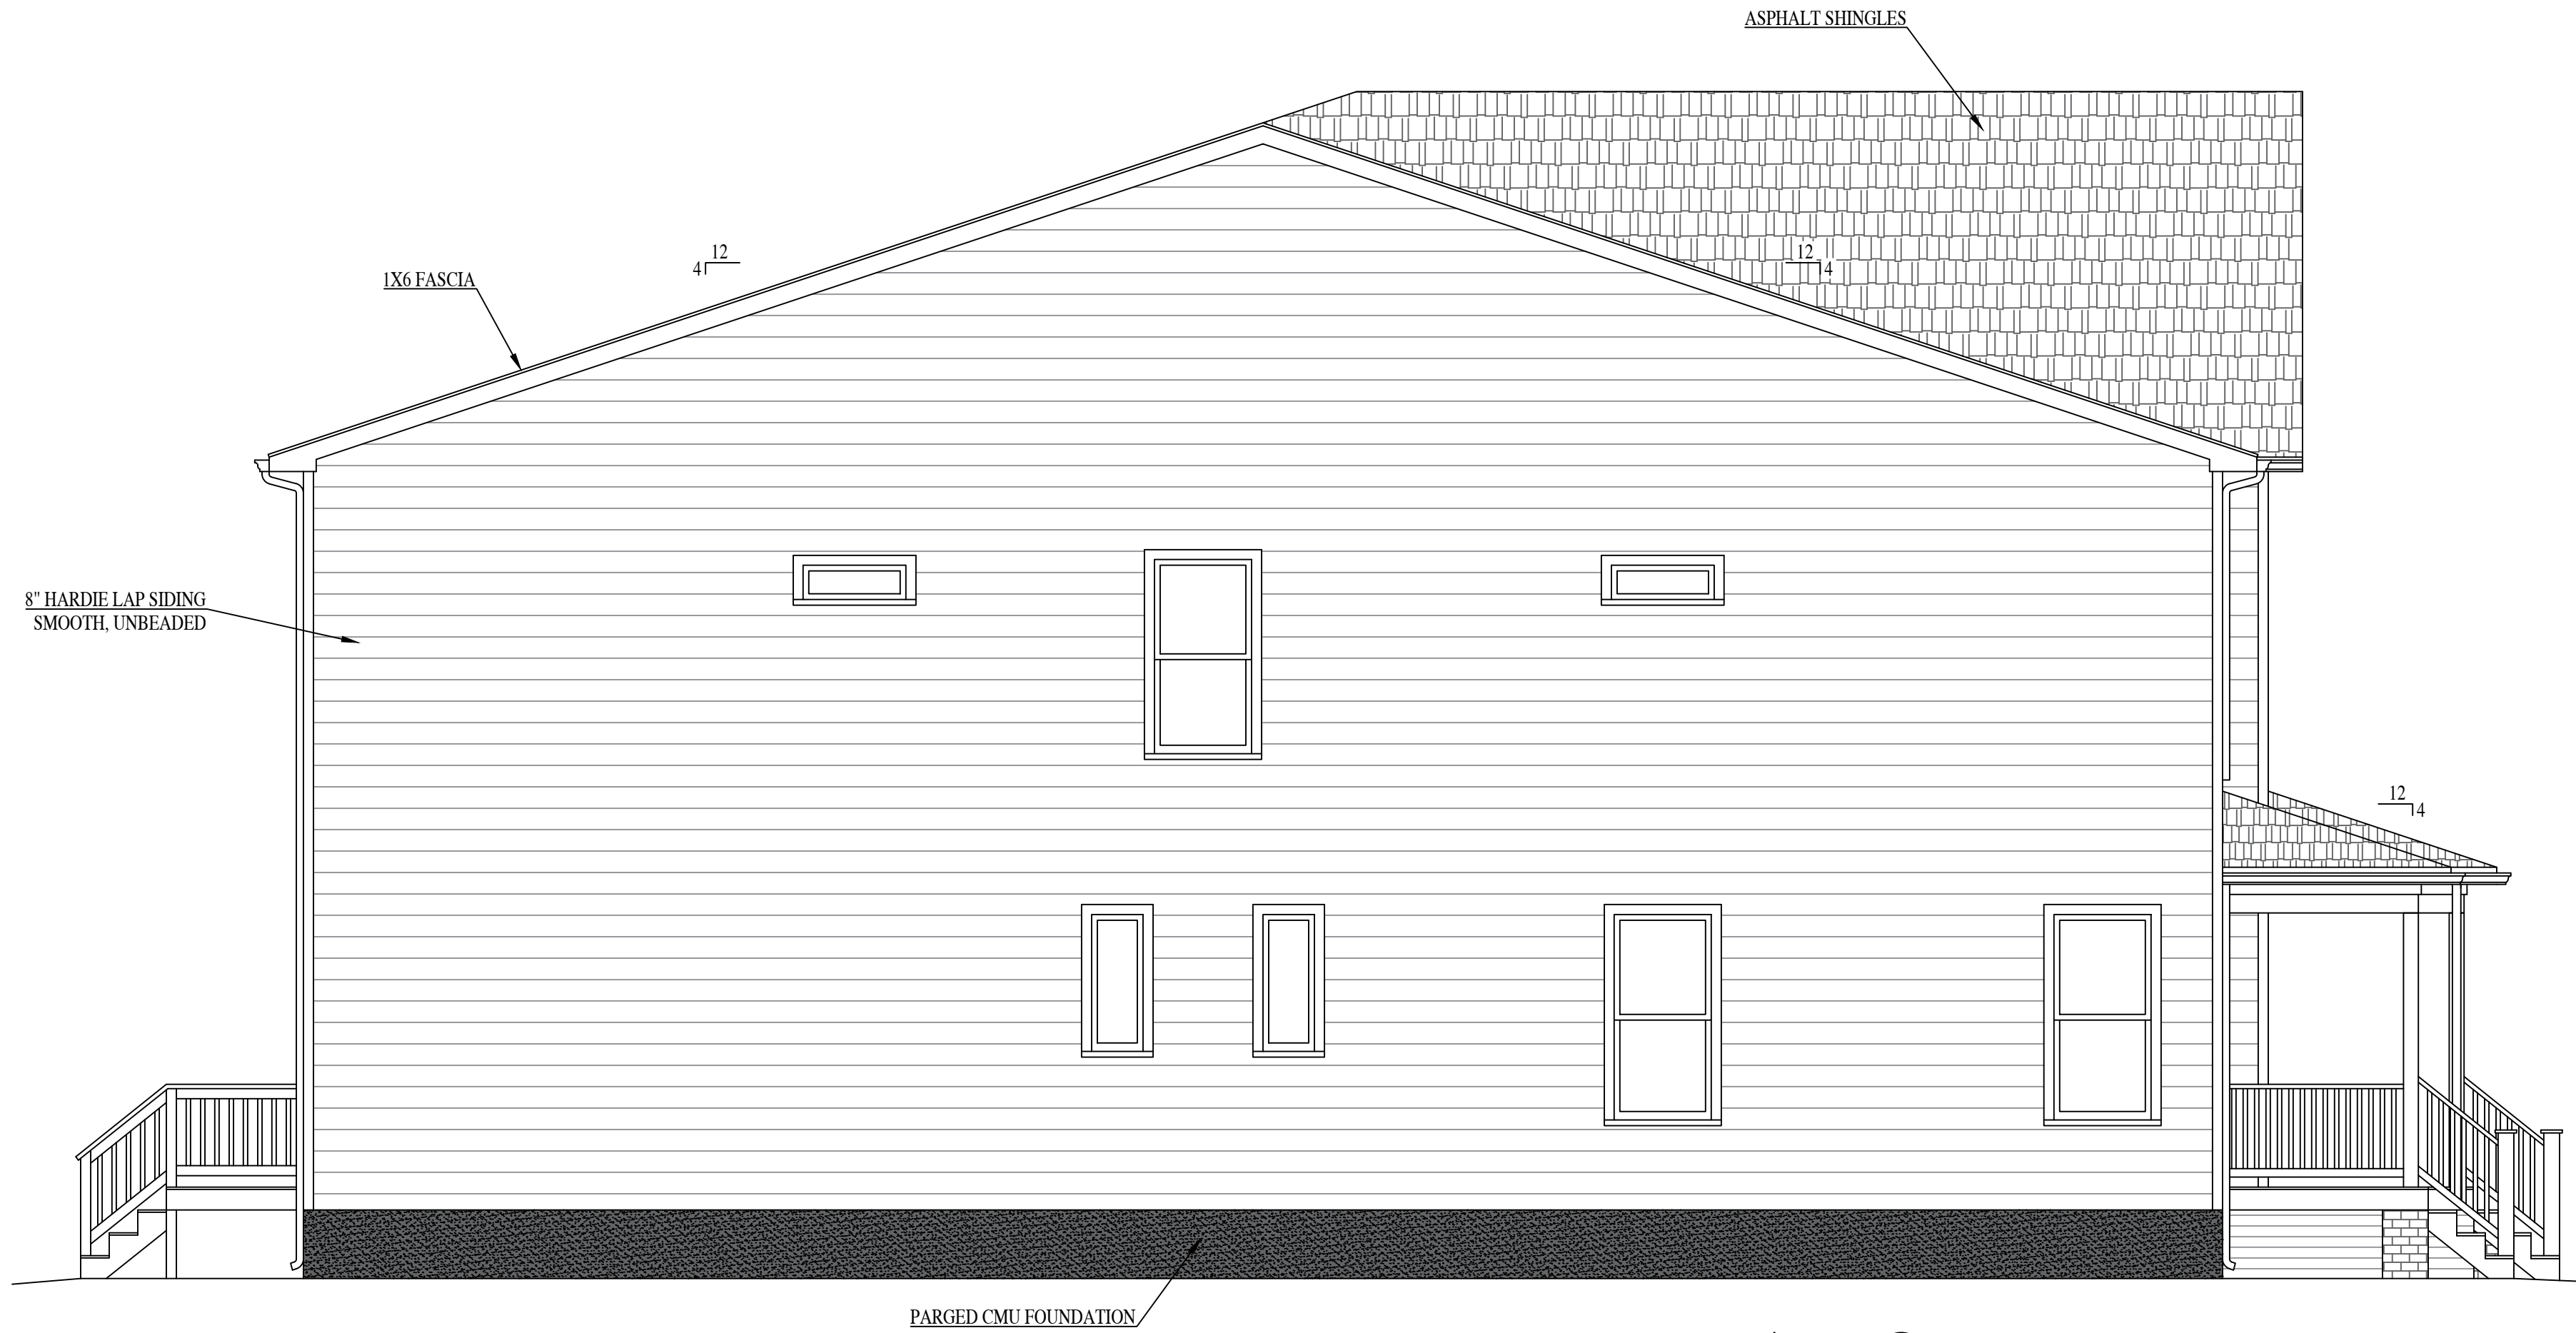 ASPHALT SHINGLES
12
4
12
4
1X6 FASCIA
8" HARDIE LAP SIDING
SMOOTH, UNBEADED
12
4
PARGED CMU FOUNDATION